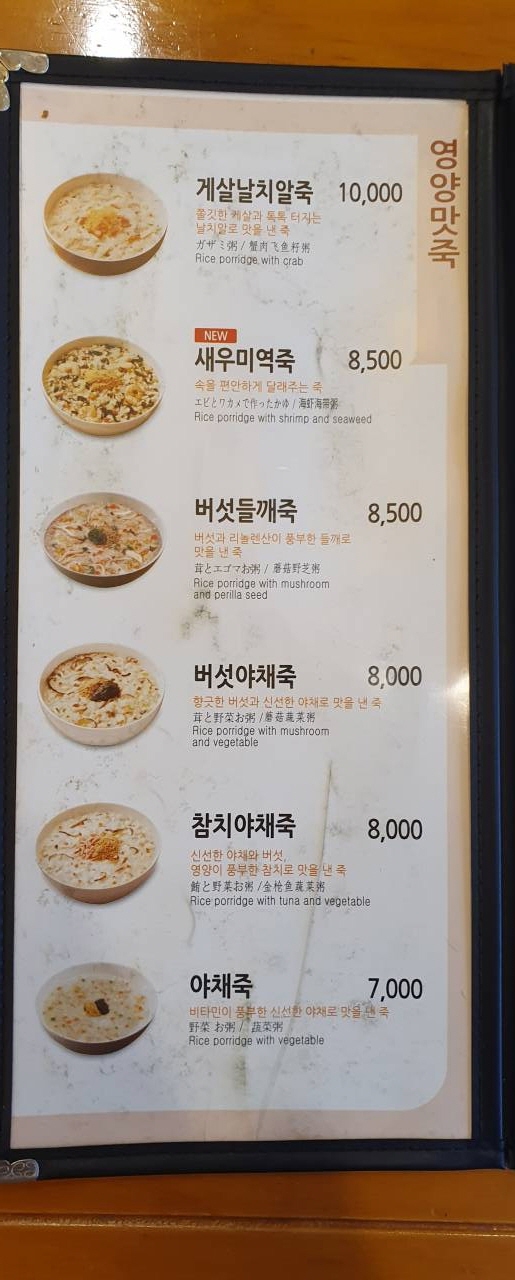 영양맛죽
게살날치알죽 10,000
쫄깃한 게살과 톡톡 터지는
날치알로 맛을 낸 죽
ガザミ粥 / 蟹肉飞鱼籽粥
Rice porridge with crab
NEW
새우미역죽 8,500
속을 편안하게 달래주는 죽
エビとワカメで作ったかゆ / 海虾海带粥
Rice porridge with shrimp and seaweed
버섯들깨죽 8,500
버섯과 리놀렌산이 풍부한 들깨로
맛을 낸 죽
茸とエゴマお粥 / 蘑菇野芝粥
Rice porridge with mushroom
and perilla seed
버섯야채죽 8,000
향긋한 버섯과 신선한 야채로 맛을 낸 죽
茸と野菜お粥 /蘑菇蔬菜粥
Rice porridge with mushroom
and vegetable
참치야채죽 8,000
신선한 야채와 버섯,
영양이 풍부한 참치로 맛을 낸 죽
鮪と野菜お粥 /金枪鱼蔬菜粥
Rice porridge with tuna and vegetable
야채죽 7,000
비타민이 풍부한 신선한 야채로 맛을 낸 죽
野菜 お粥 / 蔬菜粥
Rice porridge with vegetable